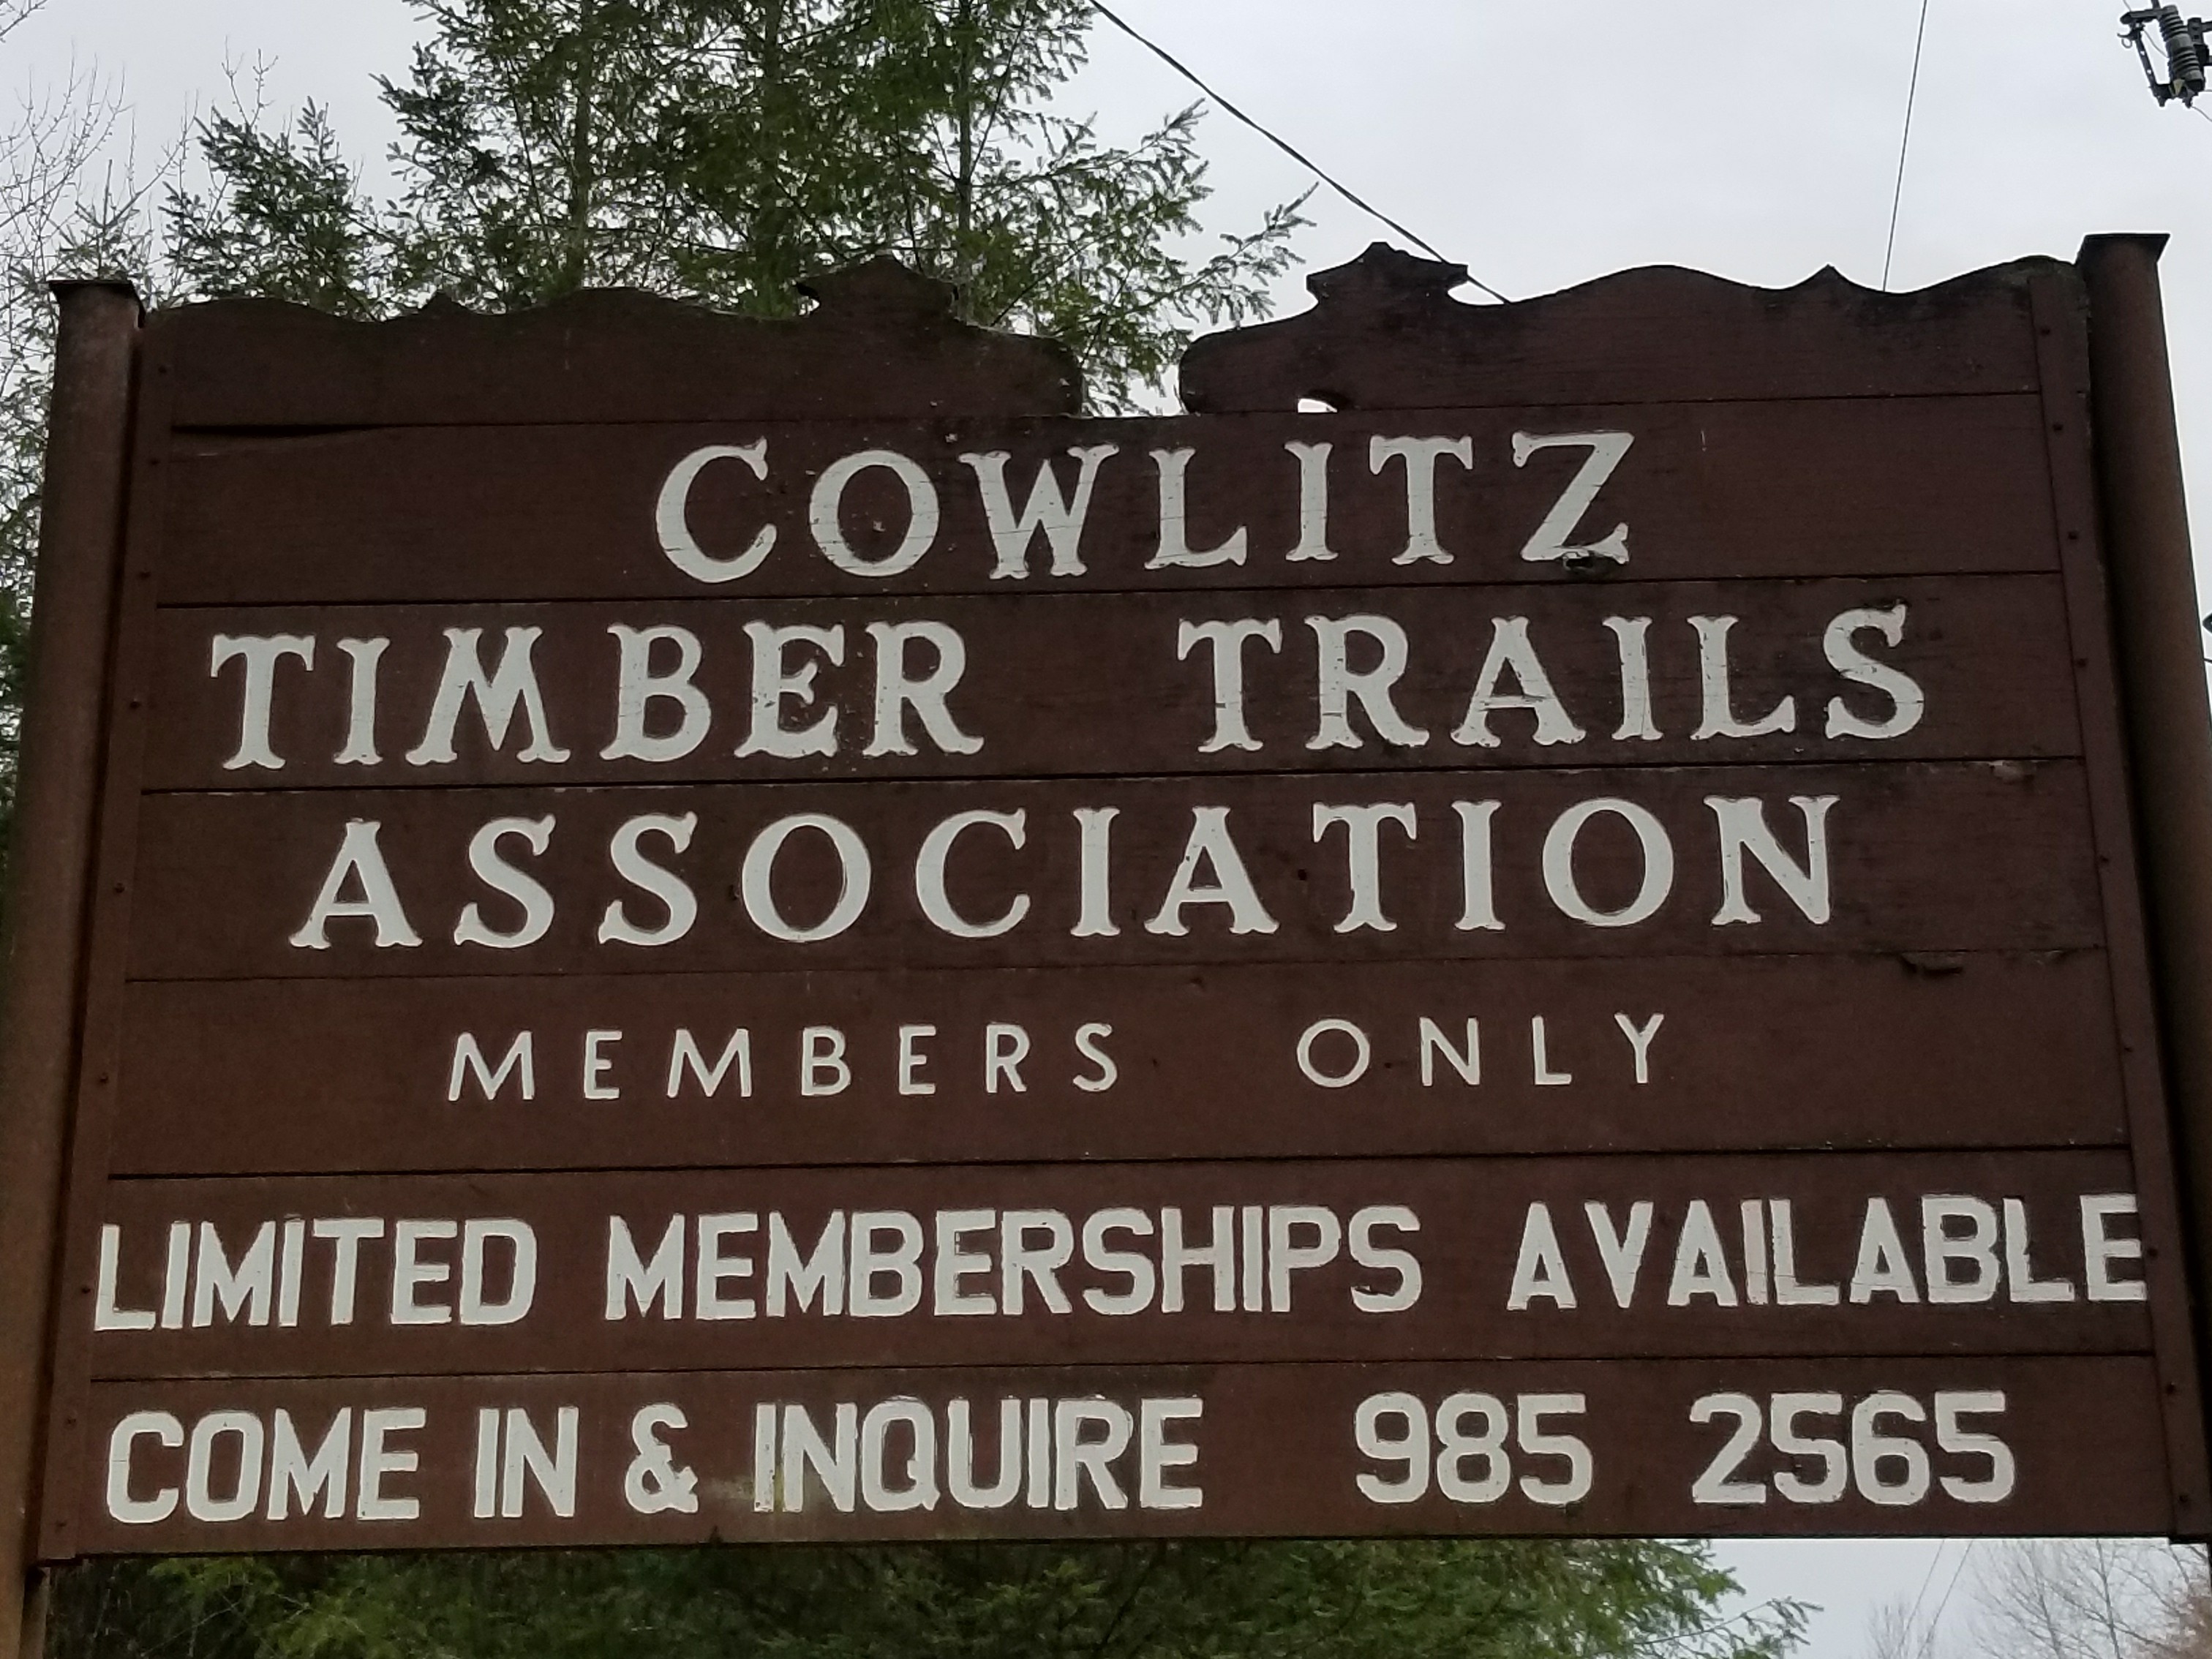 COWLITZ
TIMBER TRAILS
ASSOCIATION
MEMBERS ONLY
LIMITED MEMBERSHIPS AVAILABLE
COME IN & INQUIRE 985 2565